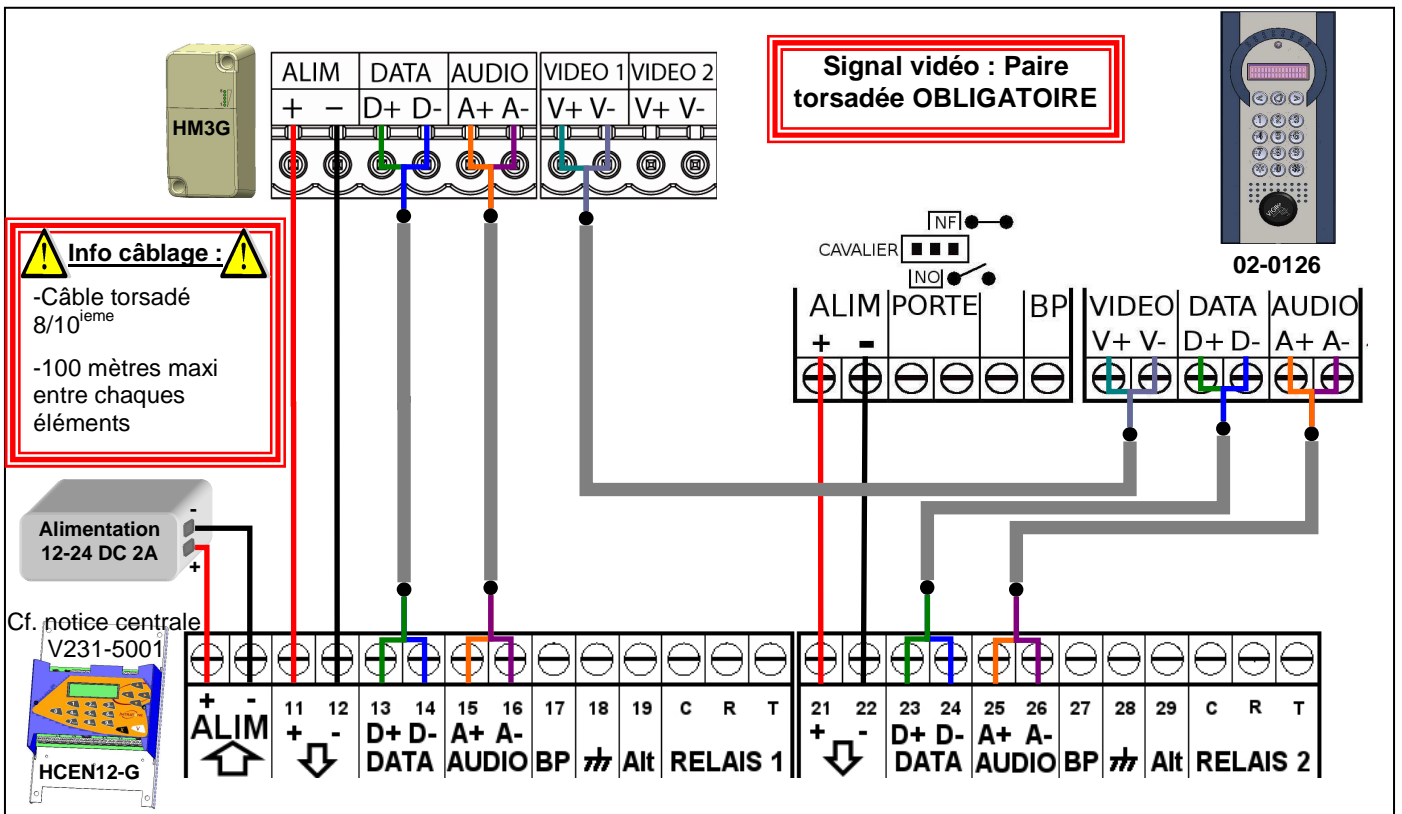 HM3G
ALIM DATA AUDIO VIDEO 1 VIDEO 2
+ - D+ D- A+ A- V+ V- V+ V-
Signal vidéo : Paire
torsadée OBLIGATOIRE
02-0126
Info câblage :
-Câble torsadé
8/10ieme
-100 mètres maxi
entre chaques
éléments
NF
CAVALIER
NO
ALIM PORTE BP VIDEO DATA AUDIO
+ - V+ V- D+ D- A+ A-
Alimentation
12-24 DC 2A
-
+
Cf. notice centrale
V231-5001
HCEN12-G
+ - 11 12 13 14 15 16 17 18 19 C R T 21 22 23 24 25 26 27 28 29 C R T
ALIM + - D+ D- A+ A- + - D+ D- A+ A-
DATA AUDIO BP Alt RELAIS 1 DATA AUDIO BP Alt RELAIS 2